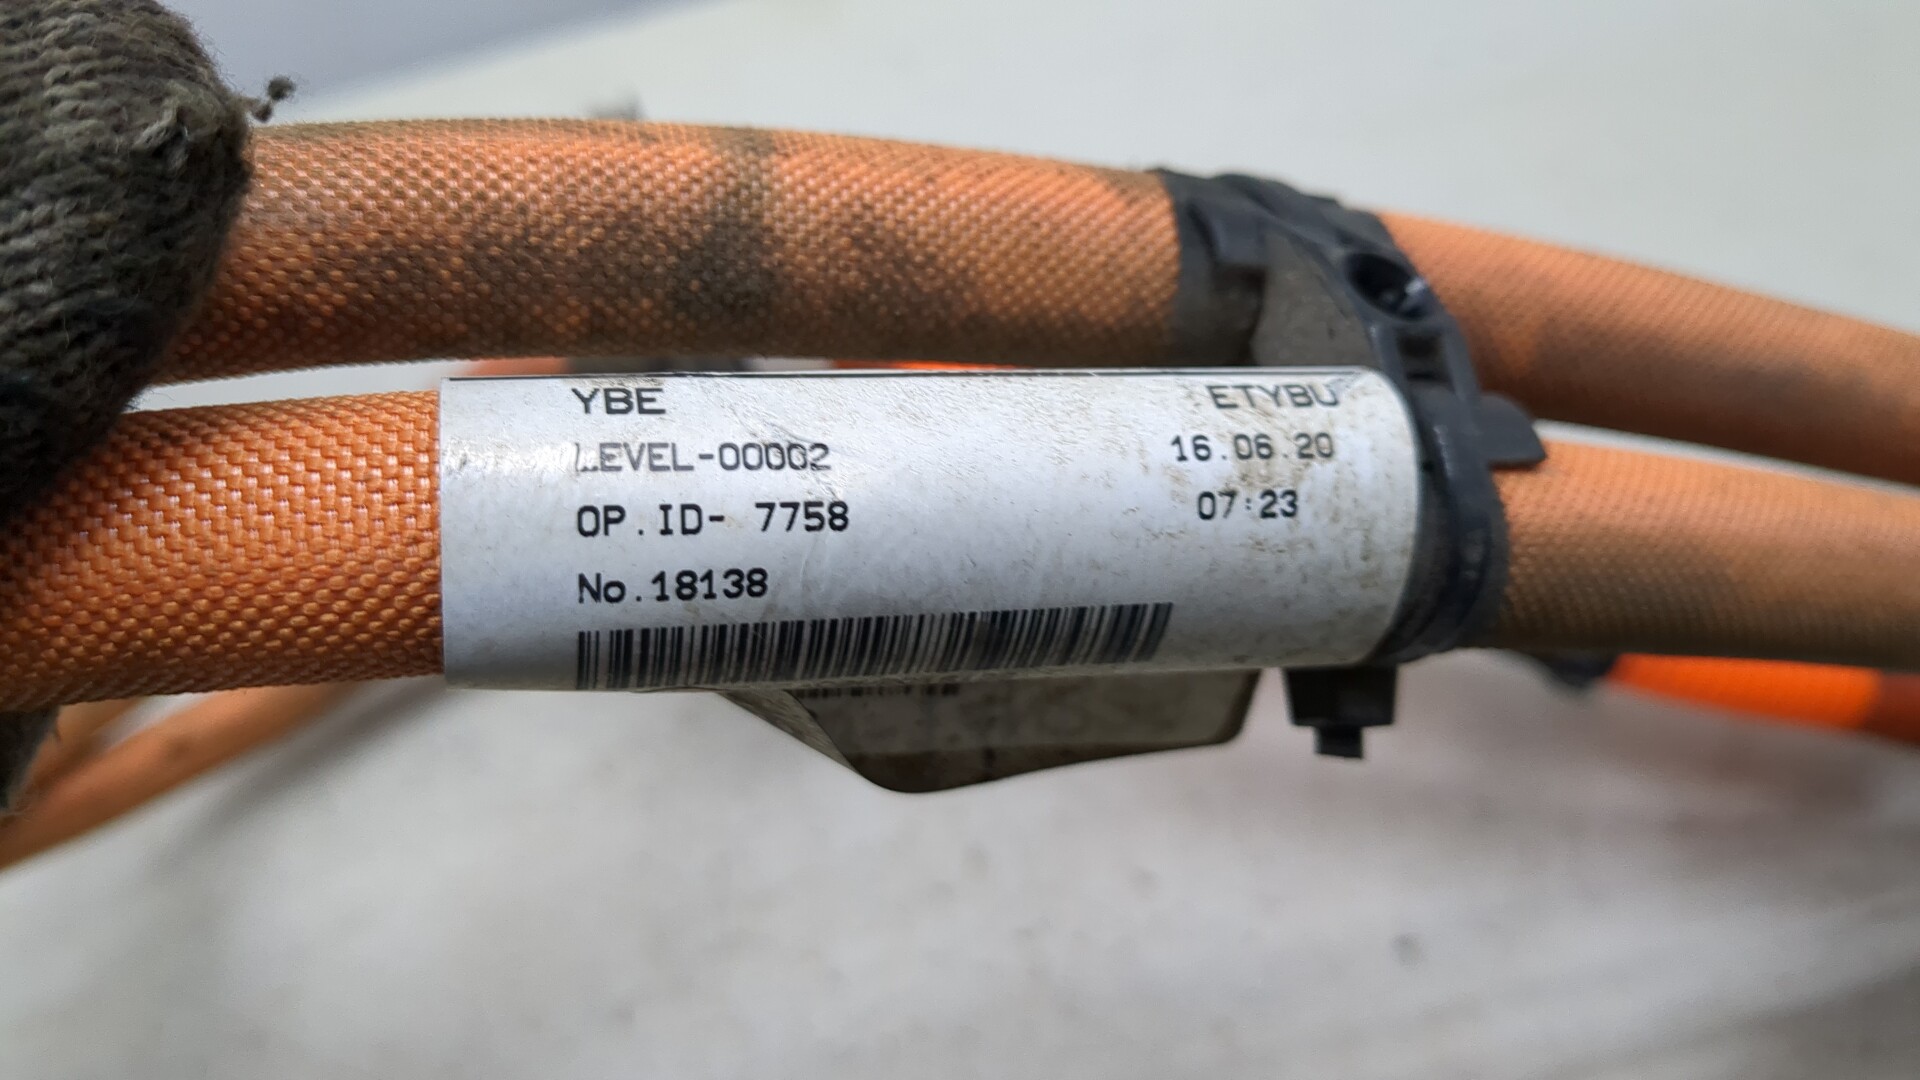 YBE ETYBU
LEVEL-00002 16.06.20
OP.ID- 7758 07:23
No.18138